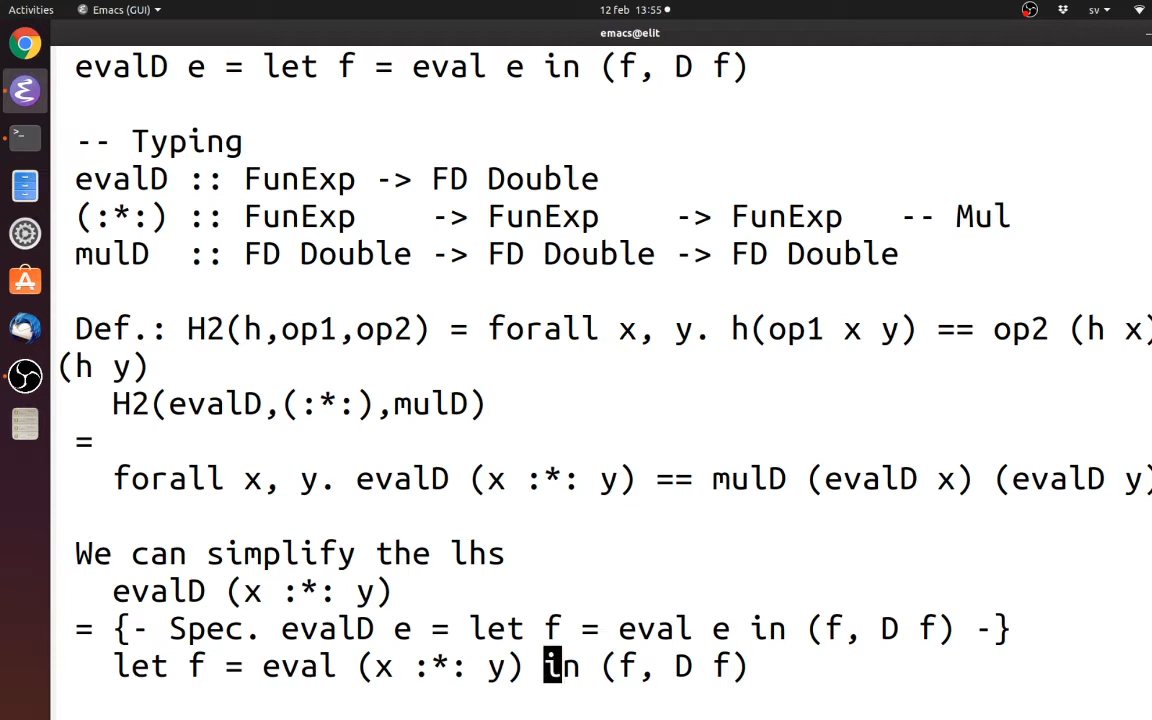 Activities Emacs (GUI) 12 feb 13:55 sv
emacs@elit
evalD e = let f = eval e in (f, D f)
-- Typing
evalD :: FunExp -> FD Double
(:*:) :: FunExp -> FunExp -> FunExp -- Mul
mulD :: FD Double -> FD Double -> FD Double
Def.: H2(h,op1,op2) = forall x, y. h(op1 x y) == op2 (h x)
(h y)
H2(evalD,(:*:),mulD)
=
forall x, y. evalD (x :*: y) == mulD (evalD x) (evalD y)
We can simplify the lhs
evalD (x :*: y)
= {- Spec. evalD e = let f = eval e in (f, D f) -}
let f = eval (x :*: y) in (f, D f)